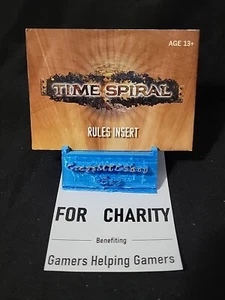 AGE 13+
TIME SPIRAL
RULES INSERT
FOR CHARITY
Benefiting
Gamers Helping Gamers